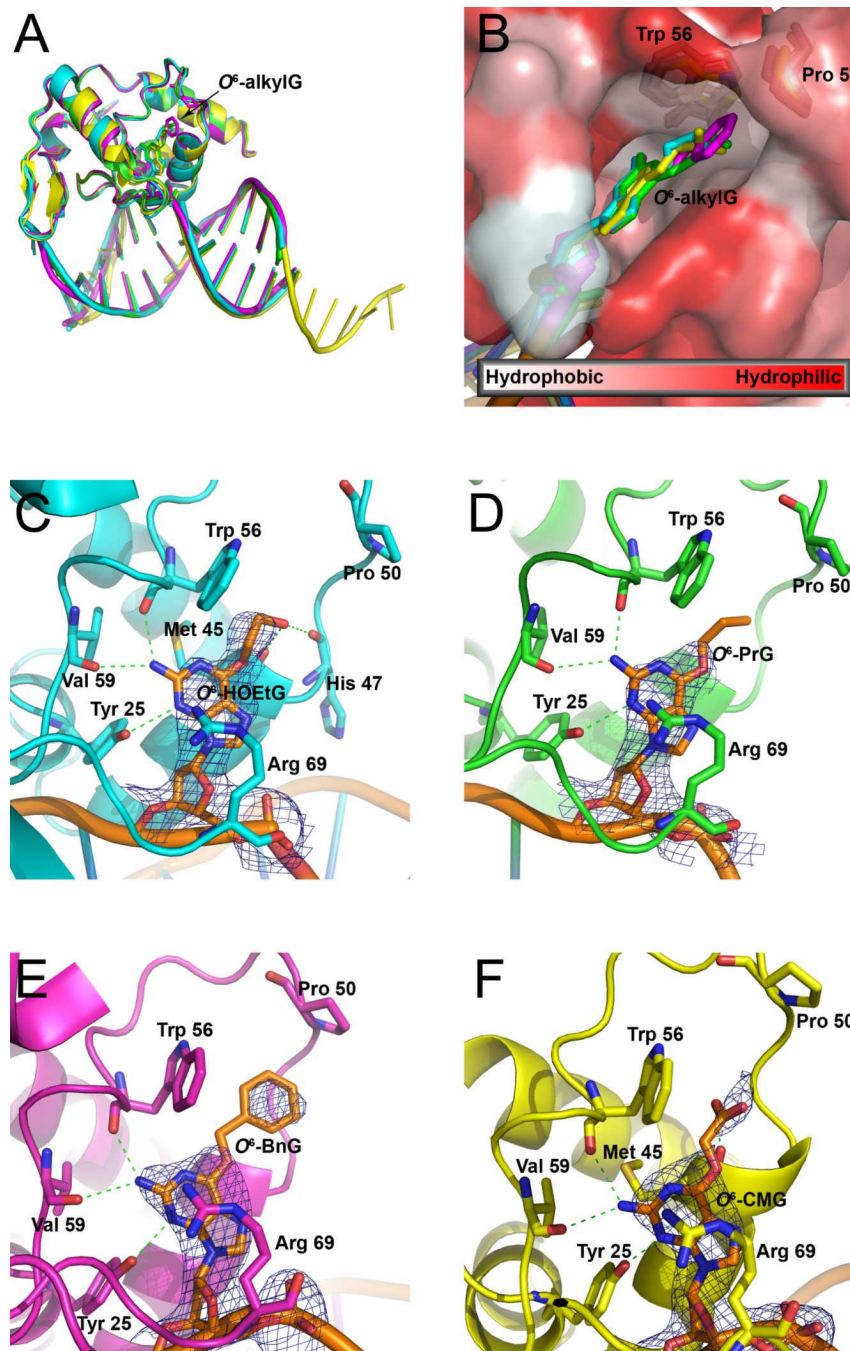 A
O⁶-alkylG
B
Trp 56
Pro 5
O⁶-alkylG
Hydrophobic Hydrophilic
C
Trp 56
Pro 50
Met 45
Val 59
O⁶-HOEtG
His 47
Tyr 25
Arg 69
D
Trp 56
Pro 50
Val 59
O⁶-PrG
Tyr 25
Arg 69
E
Pro 50
Trp 56
O⁶-BnG
Val 59
Arg 69
Tyr 25
F
Pro 50
Trp 56
Met 45
Val 59
O⁶-CMG
Tyr 25
Arg 69